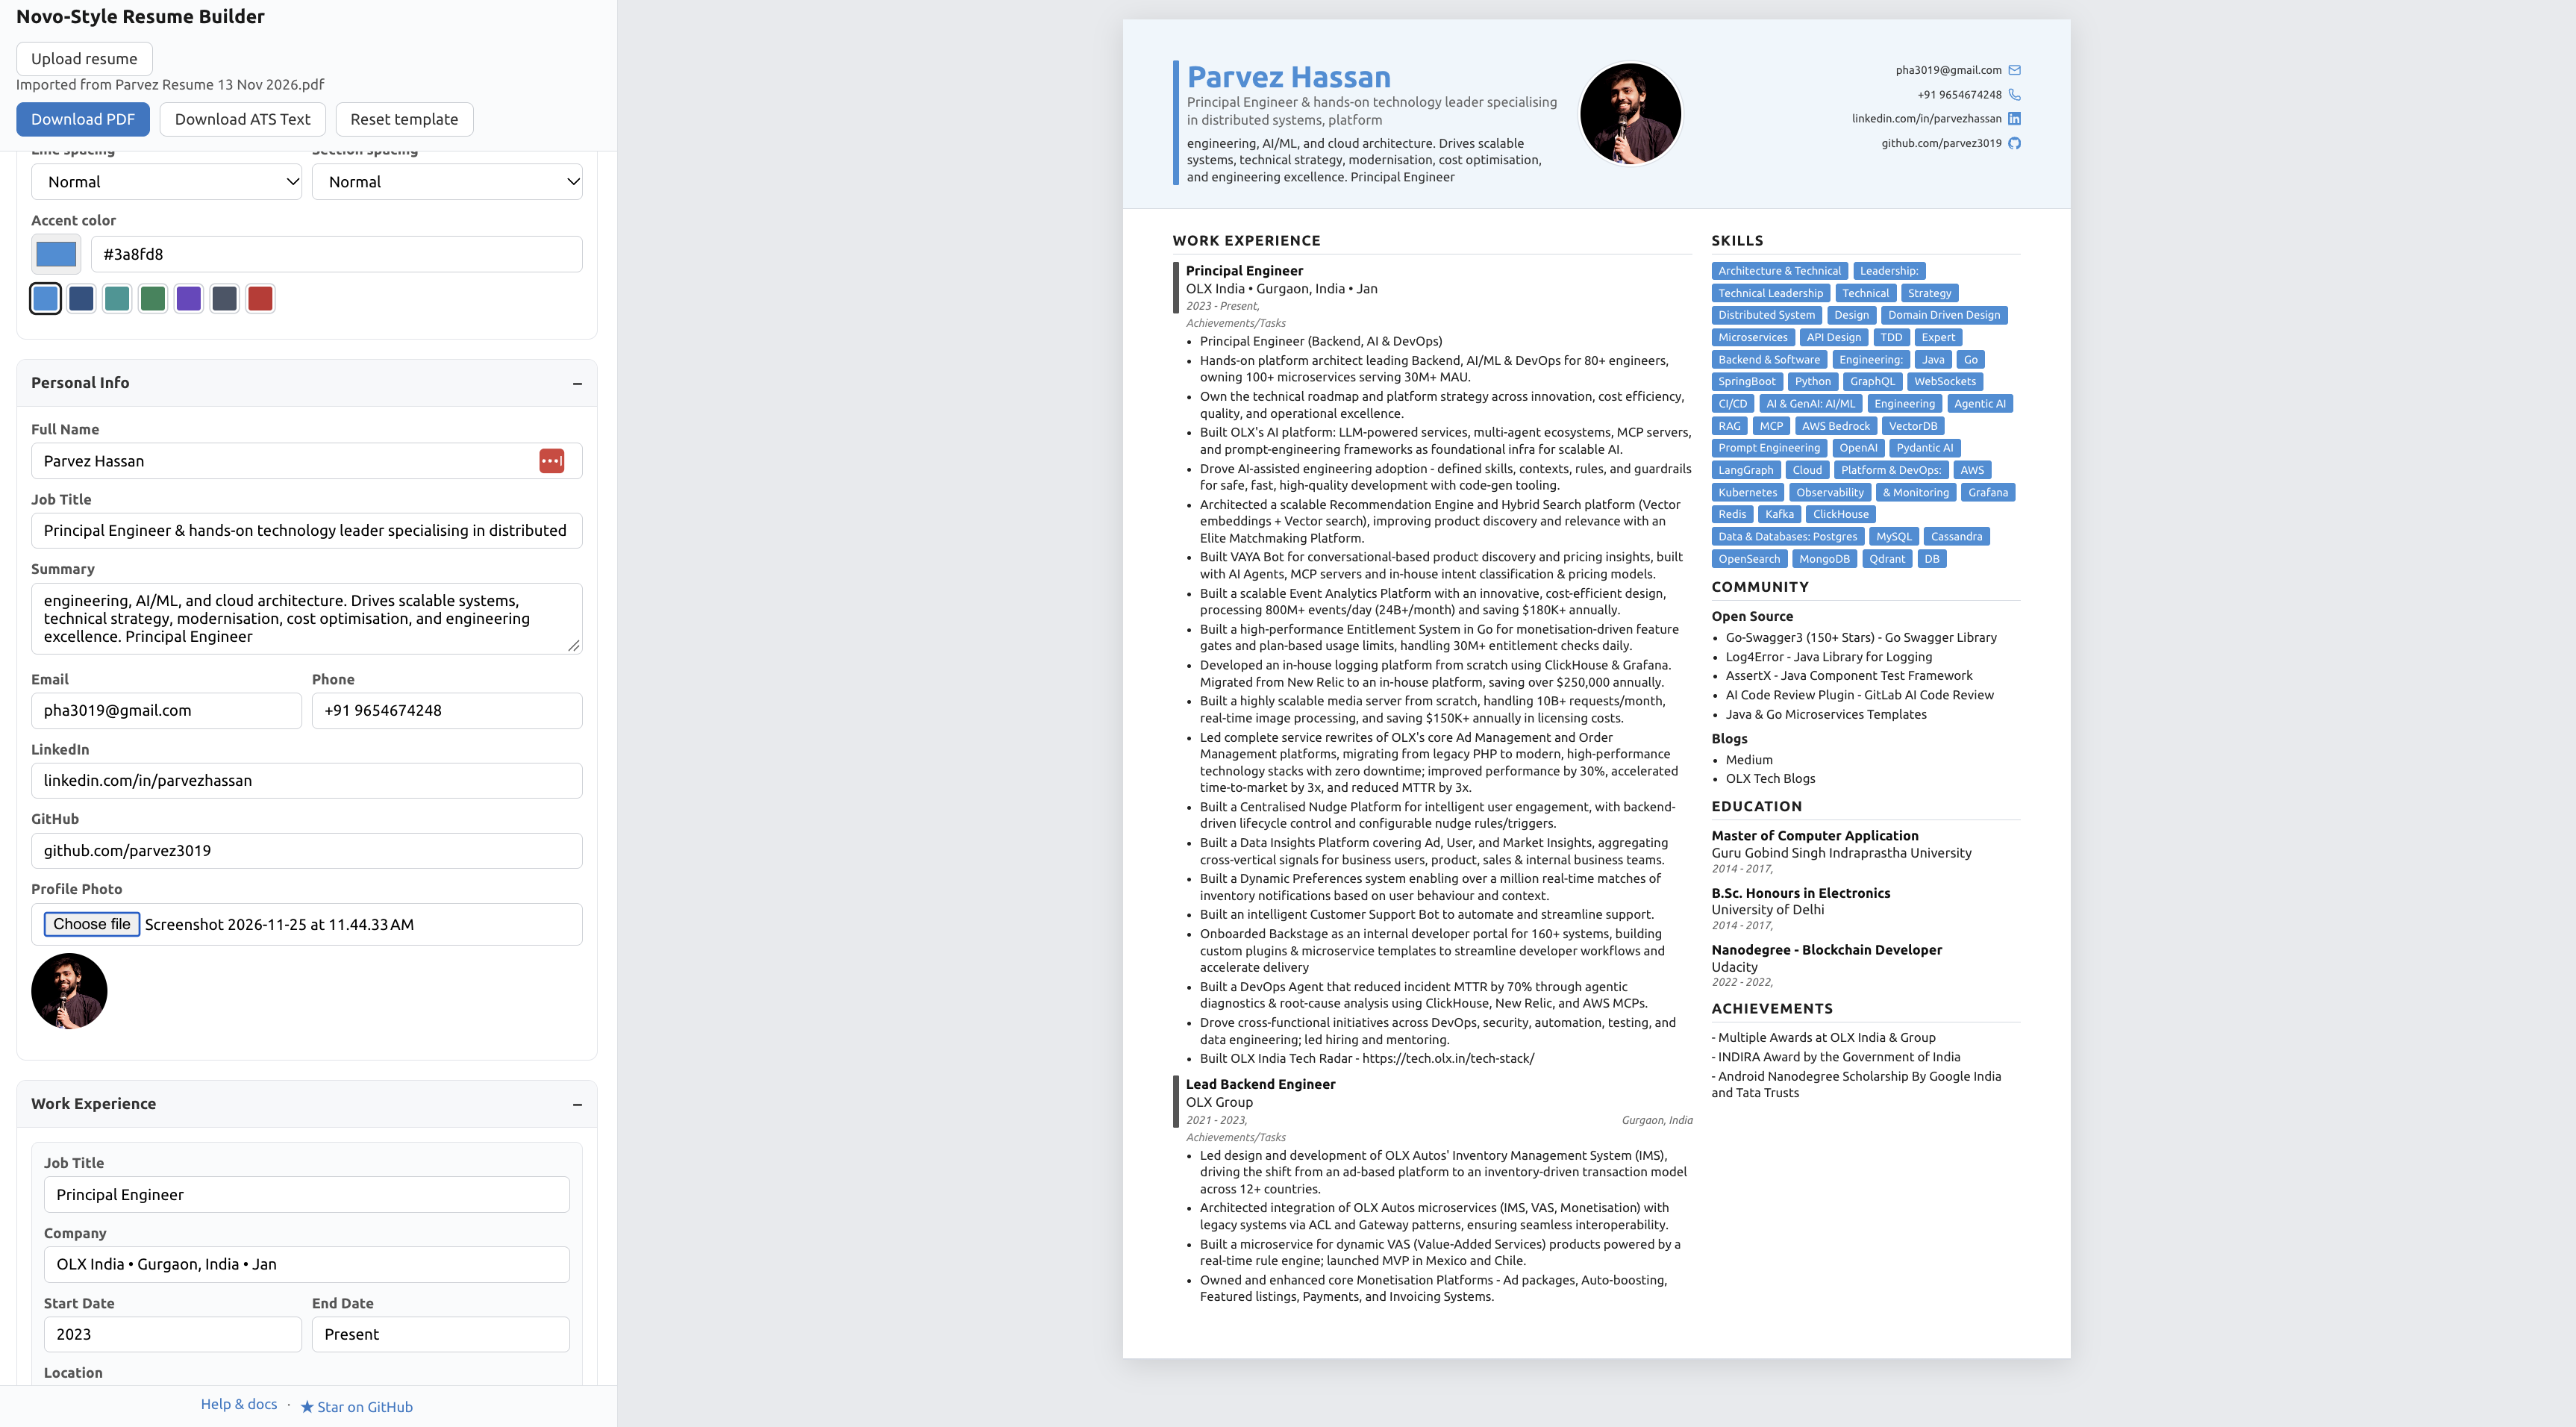 Novo-Style Resume Builder
Upload resume
Imported from Parvez Resume 13 Nov 2026.pdf
Download PDF
Download ATS Text
Reset template
Line spacing
Section spacing
Normal
Normal
Accent color
#3a8fd8
Personal Info
Full Name
Parvez Hassan
Job Title
Principal Engineer & hands-on technology leader specialising in distributed
Summary
engineering, AI/ML, and cloud architecture. Drives scalable systems,
technical strategy, modernisation, cost optimisation, and engineering
excellence. Principal Engineer
Email
Phone
pha3019@gmail.com
+91 9654674248
LinkedIn
linkedin.com/in/parvezhassan
GitHub
github.com/parvez3019
Profile Photo
Choose file Screenshot 2026-11-25 at 11.44.33 AM
Work Experience
Job Title
Principal Engineer
Company
OLX India • Gurgaon, India • Jan
Start Date
End Date
2023
Present
Location
Help & docs · ★ Star on GitHub
Parvez Hassan
Principal Engineer & hands-on technology leader specialising
in distributed systems, platform
engineering, AI/ML, and cloud architecture. Drives scalable
systems, technical strategy, modernisation, cost optimisation,
and engineering excellence. Principal Engineer
pha3019@gmail.com
+91 9654674248
linkedin.com/in/parvezhassan
github.com/parvez3019
WORK EXPERIENCE
Principal Engineer
OLX India • Gurgaon, India • Jan
2023 - Present,
Achievements/Tasks
• Principal Engineer (Backend, AI & DevOps)
• Hands-on platform architect leading Backend, AI/ML & DevOps for 80+ engineers,
owning 100+ microservices serving 30M+ MAU.
• Own the technical roadmap and platform strategy across innovation, cost efficiency,
quality, and operational excellence.
• Built OLX's AI platform: LLM-powered services, multi-agent ecosystems, MCP servers,
and prompt-engineering frameworks as foundational infra for scalable AI.
• Drove AI-assisted engineering adoption - defined skills, contexts, rules, and guardrails
for safe, fast, high-quality development with code-gen tooling.
• Architected a scalable Recommendation Engine and Hybrid Search platform (Vector
embeddings + Vector search), improving product discovery and relevance with an
Elite Matchmaking Platform.
• Built VAYA Bot for conversational-based product discovery and pricing insights, built
with AI Agents, MCP servers and in-house intent classification & pricing models.
• Built a scalable Event Analytics Platform with an innovative, cost-efficient design,
processing 800M+ events/day (24B+/month) and saving $180K+ annually.
• Built a high-performance Entitlement System in Go for monetisation-driven feature
gates and plan-based usage limits, handling 30M+ entitlement checks daily.
• Developed an in-house logging platform from scratch using ClickHouse & Grafana.
Migrated from New Relic to an in-house platform, saving over $250,000 annually.
• Built a highly scalable media server from scratch, handling 10B+ requests/month,
real-time image processing, and saving $150K+ annually in licensing costs.
• Led complete service rewrites of OLX's core Ad Management and Order
Management platforms, migrating from legacy PHP to modern, high-performance
technology stacks with zero downtime; improved performance by 30%, accelerated
time-to-market by 3x, and reduced MTTR by 3x.
• Built a Centralised Nudge Platform for intelligent user engagement, with backend-
driven lifecycle control and configurable nudge rules/triggers.
• Built a Data Insights Platform covering Ad, User, and Market Insights, aggregating
cross-vertical signals for business users, product, sales & internal business teams.
• Built a Dynamic Preferences system enabling over a million real-time matches of
inventory notifications based on user behaviour and context.
• Built an intelligent Customer Support Bot to automate and streamline support.
• Onboarded Backstage as an internal developer portal for 160+ systems, building
custom plugins & microservice templates to streamline developer workflows and
accelerate delivery
• Built a DevOps Agent that reduced incident MTTR by 70% through agentic
diagnostics & root-cause analysis using ClickHouse, New Relic, and AWS MCPs.
• Drove cross-functional initiatives across DevOps, security, automation, testing, and
data engineering; led hiring and mentoring.
• Built OLX India Tech Radar - https://tech.olx.in/tech-stack/
Lead Backend Engineer
OLX Group
2021 - 2023,
Gurgaon, India
Achievements/Tasks
• Led design and development of OLX Autos' Inventory Management System (IMS),
driving the shift from an ad-based platform to an inventory-driven transaction model
across 12+ countries.
• Architected integration of OLX Autos microservices (IMS, VAS, Monetisation) with
legacy systems via ACL and Gateway patterns, ensuring seamless interoperability.
• Built a microservice for dynamic VAS (Value-Added Services) products powered by a
real-time rule engine; launched MVP in Mexico and Chile.
• Owned and enhanced core Monetisation Platforms - Ad packages, Auto-boosting,
Featured listings, Payments, and Invoicing Systems.
SKILLS
Architecture & Technical Leadership:
Technical Leadership Technical Strategy
Distributed System Design Domain Driven Design
Microservices API Design TDD Expert
Backend & Software Engineering: Java Go
SpringBoot Python GraphQL WebSockets
CI/CD AI & GenAI: AI/ML Engineering Agentic AI
RAG MCP AWS Bedrock VectorDB
Prompt Engineering OpenAI Pydantic AI
LangGraph Cloud Platform & DevOps: AWS
Kubernetes Observability & Monitoring Grafana
Redis Kafka ClickHouse
Data & Databases: Postgres MySQL Cassandra
OpenSearch MongoDB Qdrant DB
COMMUNITY
Open Source
• Go-Swagger3 (150+ Stars) - Go Swagger Library
• Log4Error - Java Library for Logging
• AssertX - Java Component Test Framework
• AI Code Review Plugin - GitLab AI Code Review
• Java & Go Microservices Templates
Blogs
• Medium
• OLX Tech Blogs
EDUCATION
Master of Computer Application
Guru Gobind Singh Indraprastha University
2014 - 2017,
B.Sc. Honours in Electronics
University of Delhi
2014 - 2017,
Nanodegree - Blockchain Developer
Udacity
2022 - 2022,
ACHIEVEMENTS
- Multiple Awards at OLX India & Group
- INDIRA Award by the Government of India
- Android Nanodegree Scholarship By Google India
and Tata Trusts